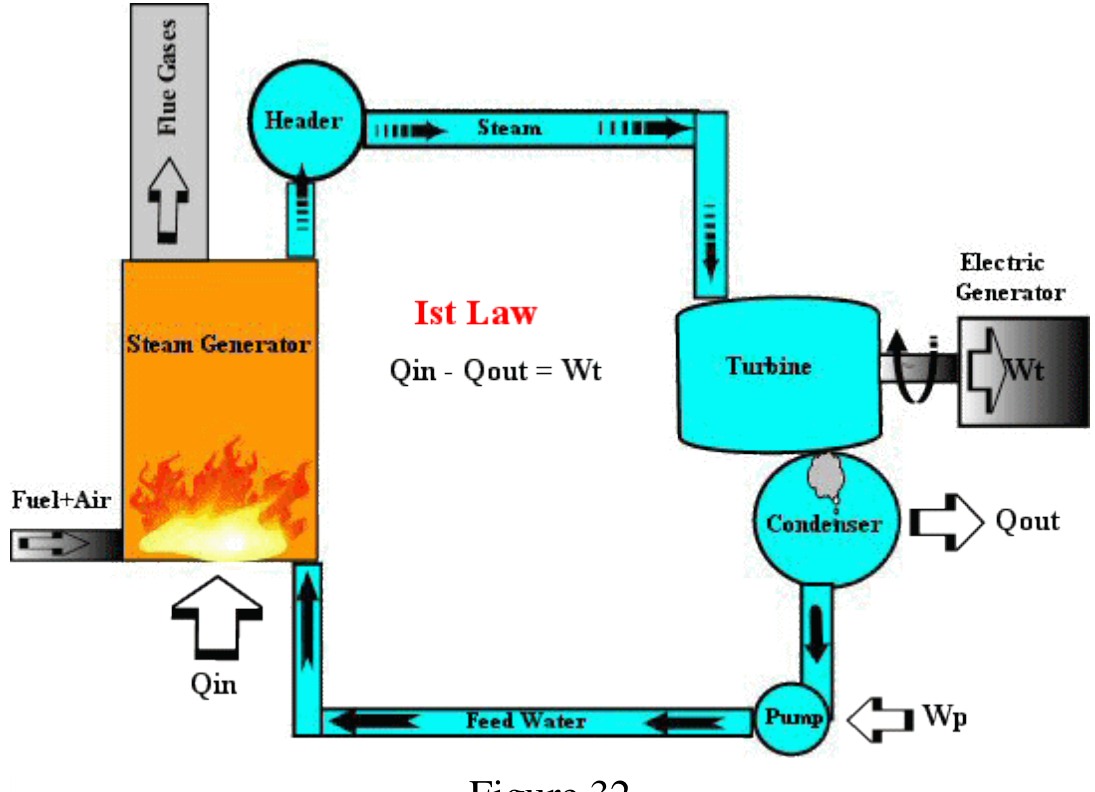 Flue Gases
Header
Steam
Electric
Generator
Ist Law
Steam Generator
Qin - Qout = Wt
Turbine
Wt
Fuel+Air
Condenser
Qout
Qin
Feed Water
Pump
Wp
Figure 32